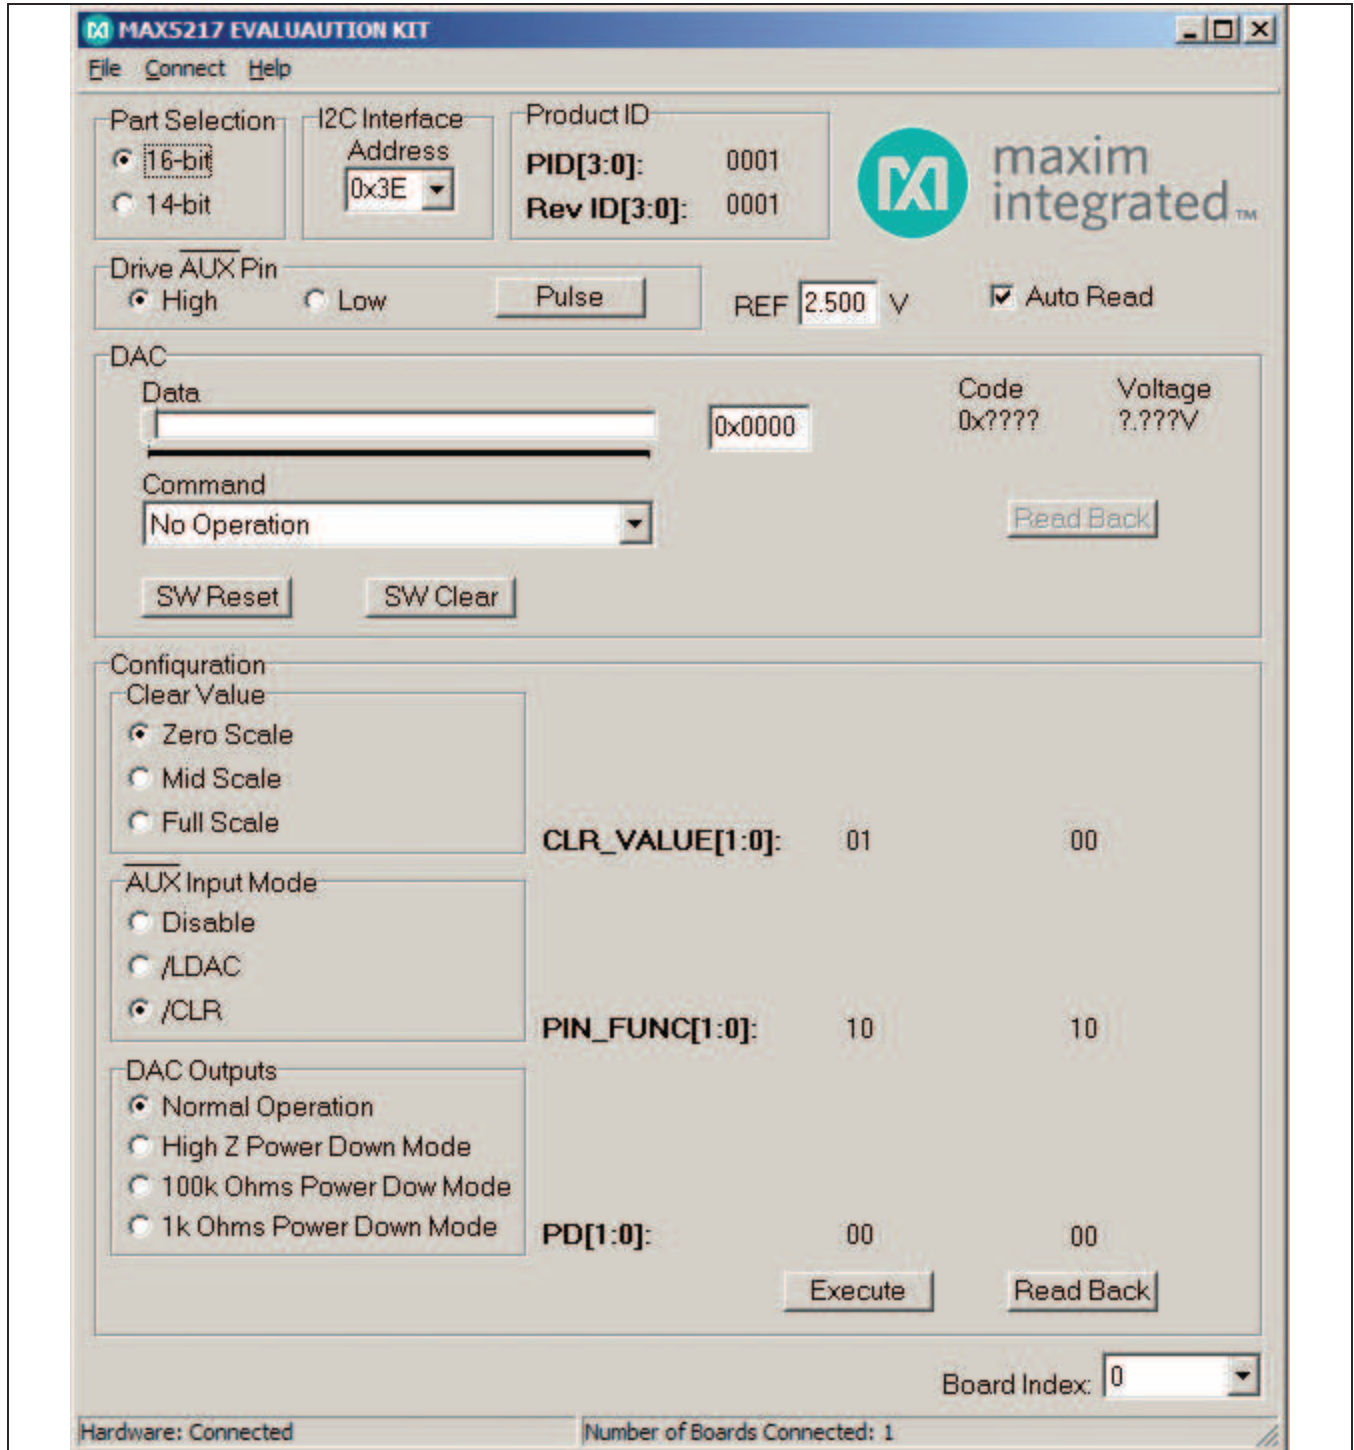 MAX5217 EVALUAUTION KIT
File Connect Help
Part Selection
16-bit
14-bit
I2C Interface
Address
0x3E
Product ID
PID[3:0]: 0001
Rev ID[3:0]: 0001
maxim
integrated™
Drive AUX Pin
High Low Pulse
REF 2.500 V
Auto Read
DAC
Data
0x0000
Code Voltage
0x???? ?.???V
Command
No Operation
Read Back
SW Reset SW Clear
Configuration
Clear Value
Zero Scale
Mid Scale
Full Scale
CLR_VALUE[1:0]: 01 00
AUX Input Mode
Disable
/LDAC
/CLR
PIN_FUNC[1:0]: 10 10
DAC Outputs
Normal Operation
High Z Power Down Mode
100k Ohms Power Dow Mode
1k Ohms Power Down Mode
PD[1:0]: 00 00
Execute Read Back
Board Index: 0
Hardware: Connected Number of Boards Connected: 1